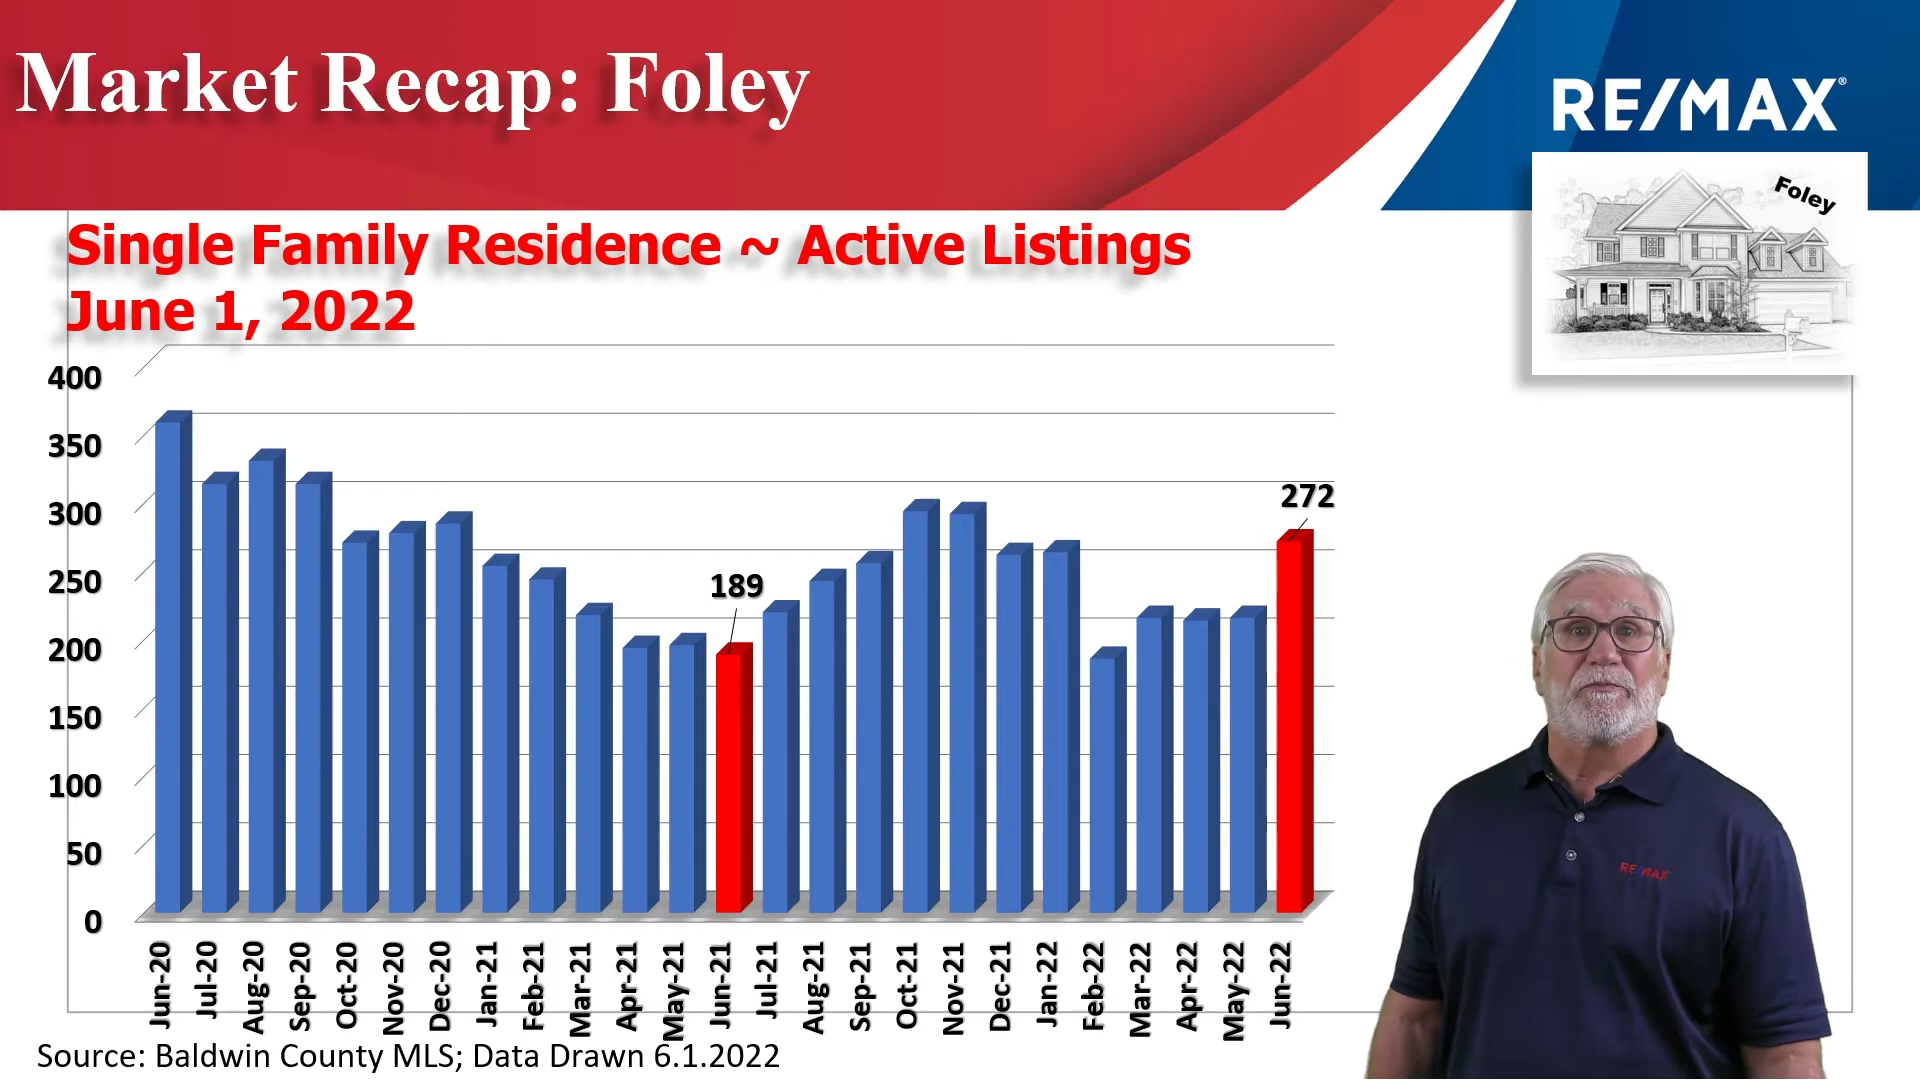 Market Recap: Foley
RE/MAX®
Foley
Single Family Residence ~ Active Listings
June 1, 2022
400
350
300
250
200
150
100
50
0
189
272
Jun-20
Jul-20
Aug-20
Sep-20
Oct-20
Nov-20
Dec-20
Jan-21
Feb-21
Mar-21
Apr-21
May-21
Jun-21
Jul-21
Aug-21
Sep-21
Oct-21
Nov-21
Dec-21
Jan-22
Feb-22
Mar-22
Apr-22
May-22
Jun-22
RE/MAX
Source: Baldwin County MLS; Data Drawn 6.1.2022